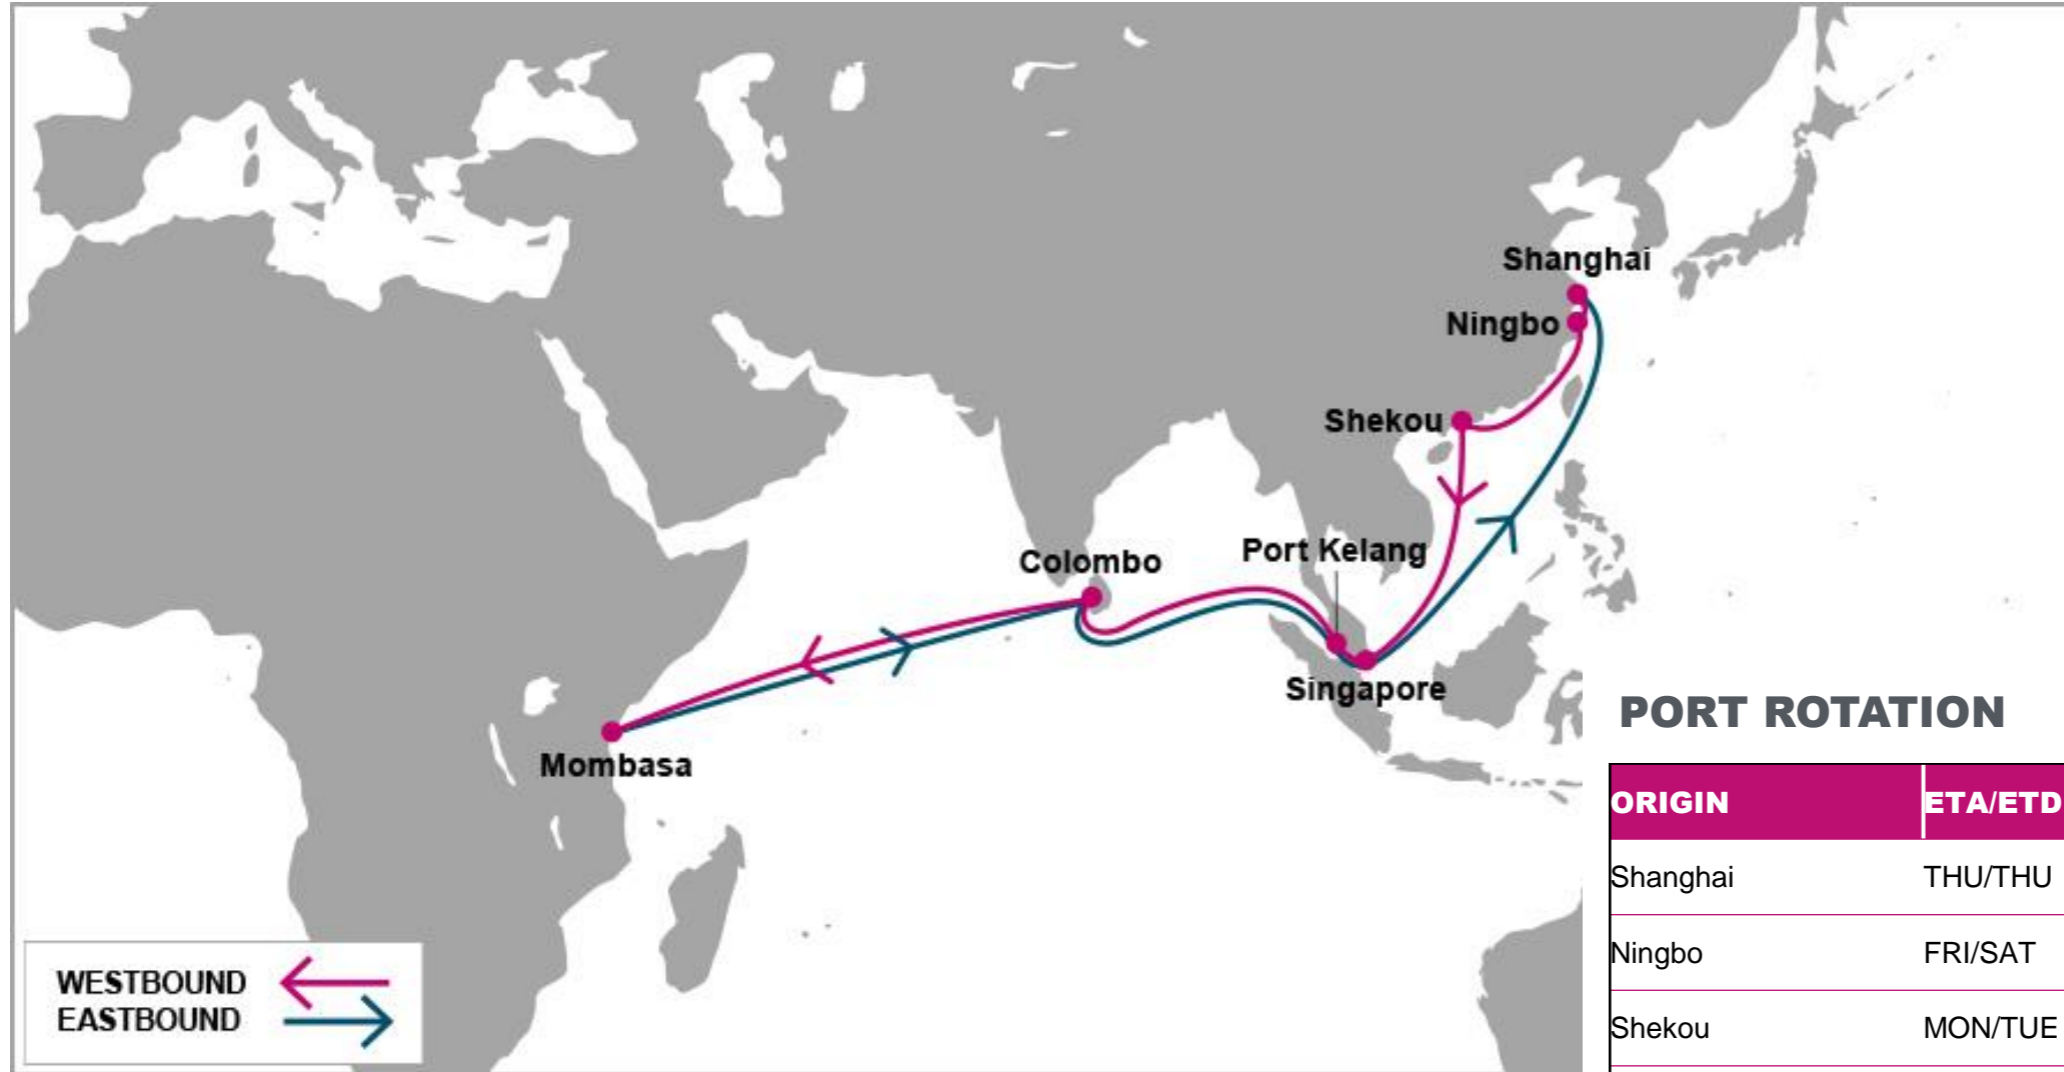 Shanghai
Ningbo
Shekou
Port Kelang
Colombo
Singapore
Mombasa
WESTBOUND
EASTBOUND
PORT ROTATION
ORIGIN ETA/ETD
Shanghai THU/THU
Ningbo FRI/SAT
Shekou MON/TUE